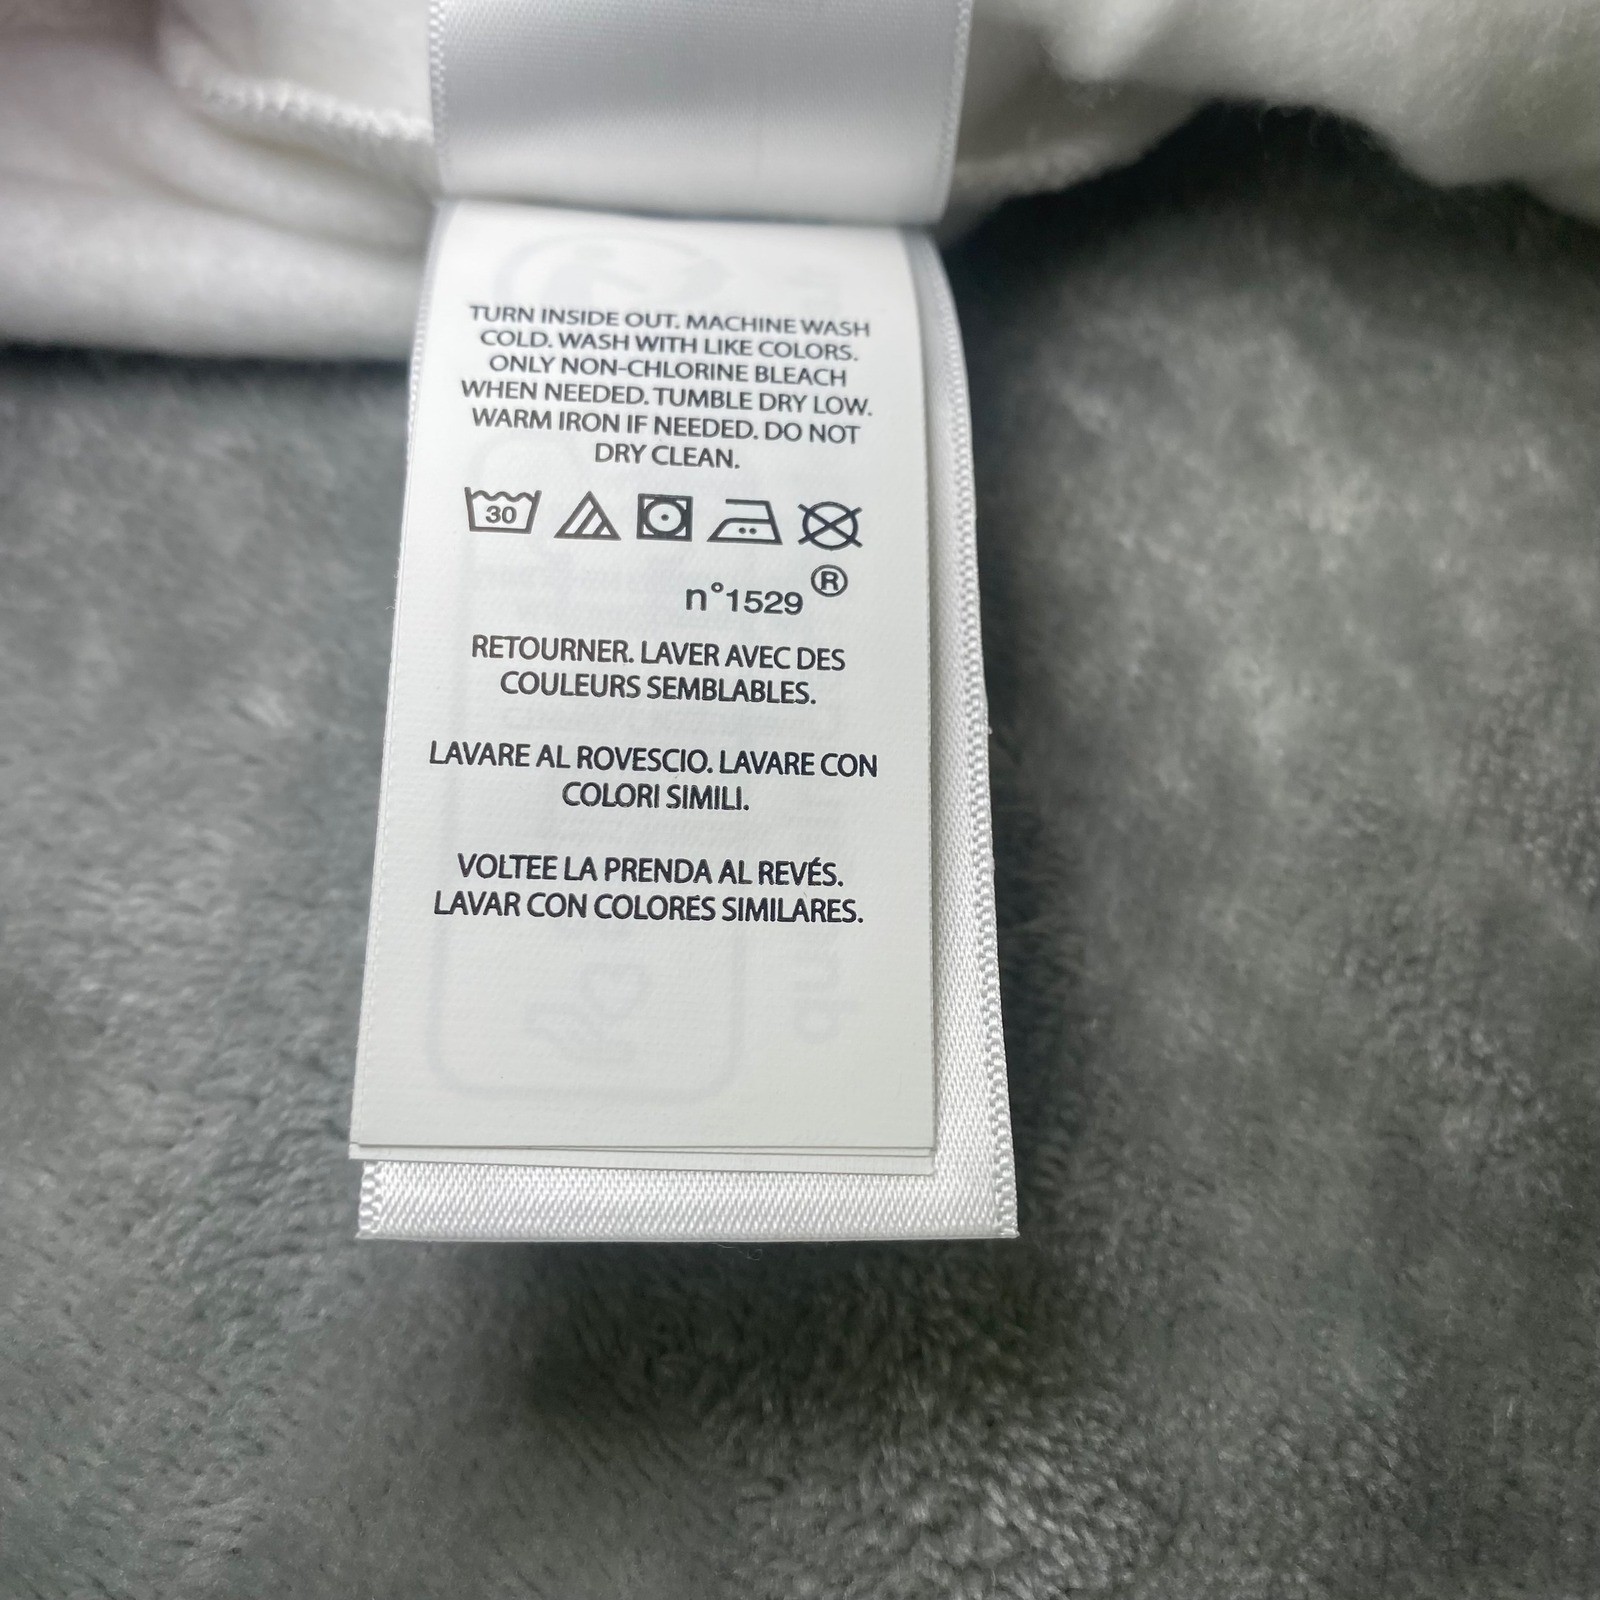 TURN INSIDE OUT. MACHINE WASH
COLD. WASH WITH LIKE COLORS.
ONLY NON-CHLORINE BLEACH
WHEN NEEDED. TUMBLE DRY LOW.
WARM IRON IF NEEDED. DO NOT
DRY CLEAN.
30
n°1529®
RETOURNER. LAVER AVEC DES
COULEURS SEMBLABLES.
LAVARE AL ROVESCIO. LAVARE CON
COLORI SIMILI.
VOLTEE LA PRENDA AL REVÉS.
LAVAR CON COLORES SIMILARES.